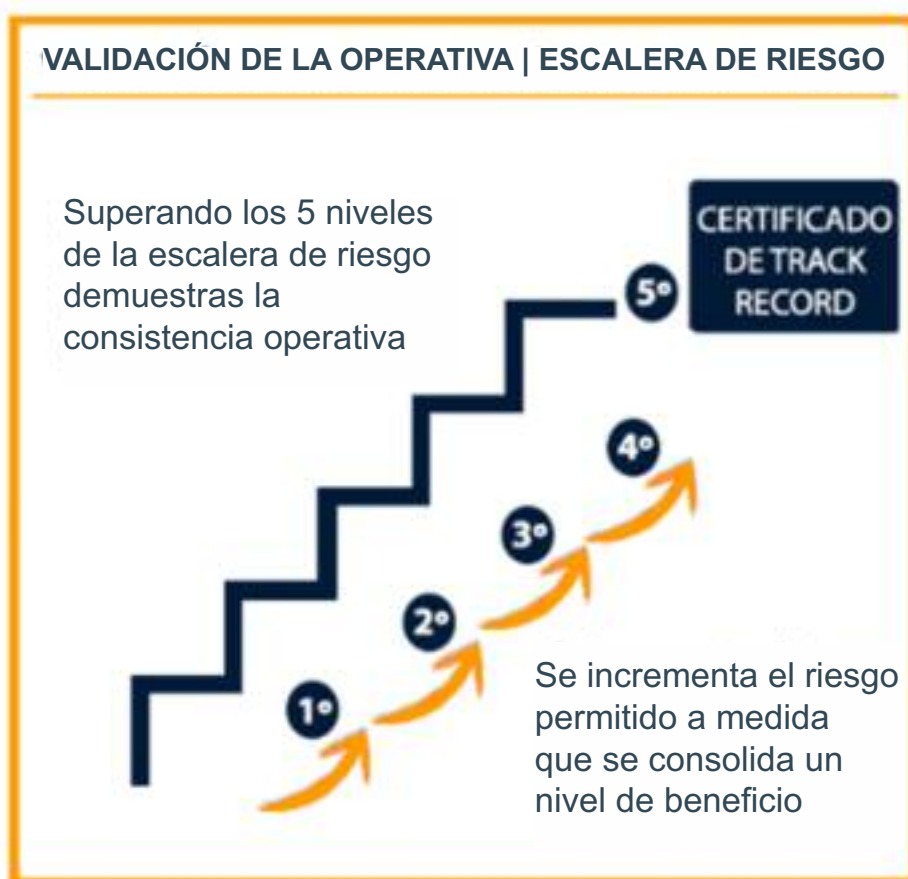 VALIDACIÓN DE LA OPERATIVA | ESCALERA DE RIESGO
Superando los 5 niveles
de la escalera de riesgo
demuestras la
consistencia operativa
CERTIFICADO
DE TRACK
RECORD
5º
4º
3º
2º
1º
Se incrementa el riesgo
permitido a medida
que se consolida un
nivel de beneficio